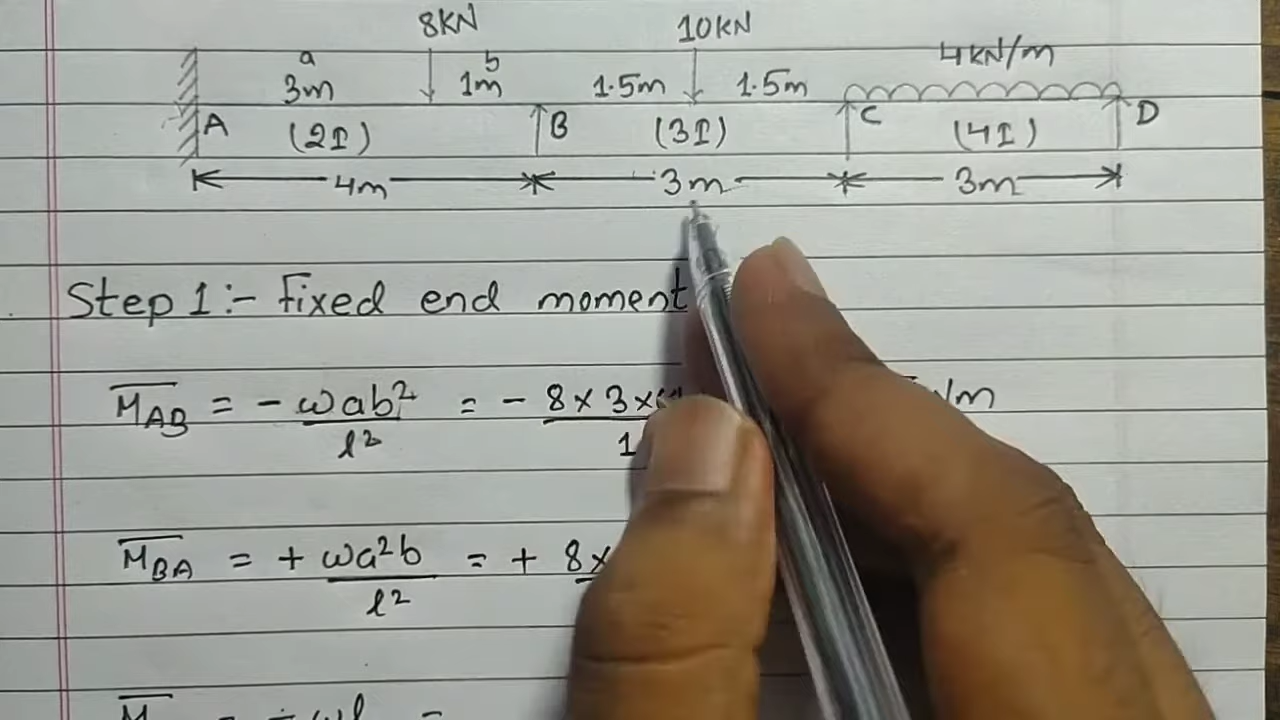 8KN 10KN
a b 4KN/m
3m 1m 1.5m 1.5m
A (2I) B (3I) C (4I) D
4m 3m 3m
Step 1:- fixed end moment
M̅AB = - wab² / l² = - 8 × 3 × /m
M̅BA = + wa²b / l² = + 8 ×